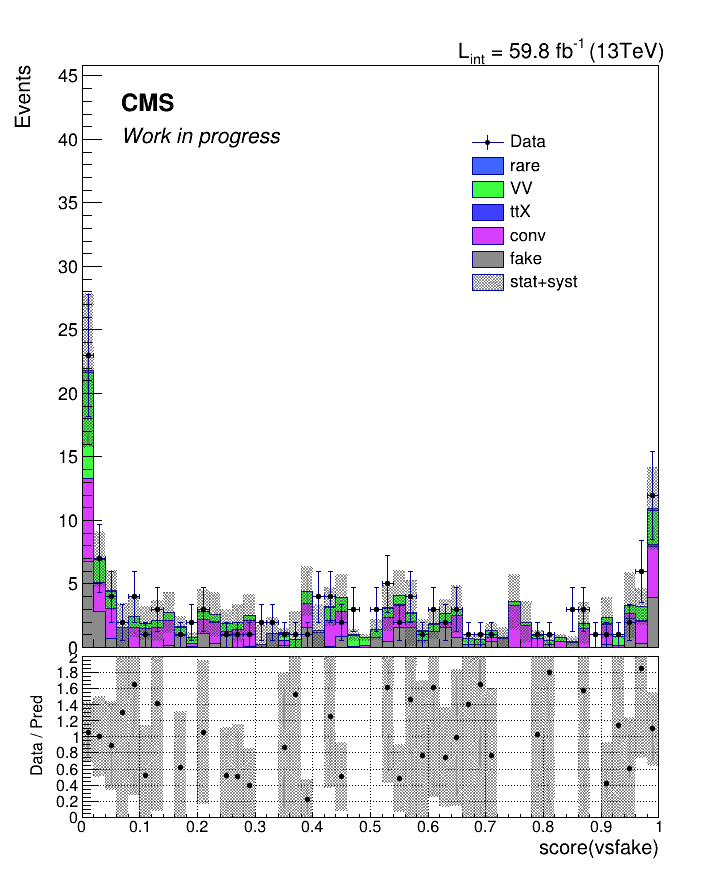 L_int = 59.8 fb^-1 (13TeV)
Events
45
40
35
30
25
20
15
10
5
0
CMS
Work in progress
Data
rare
VV
ttX
conv
fake
stat+syst
Data / Pred
2
1.8
1.6
1.4
1.2
1
0.8
0.6
0.4
0.2
0
0 0.1 0.2 0.3 0.4 0.5 0.6 0.7 0.8 0.9 1
score(vsfake)